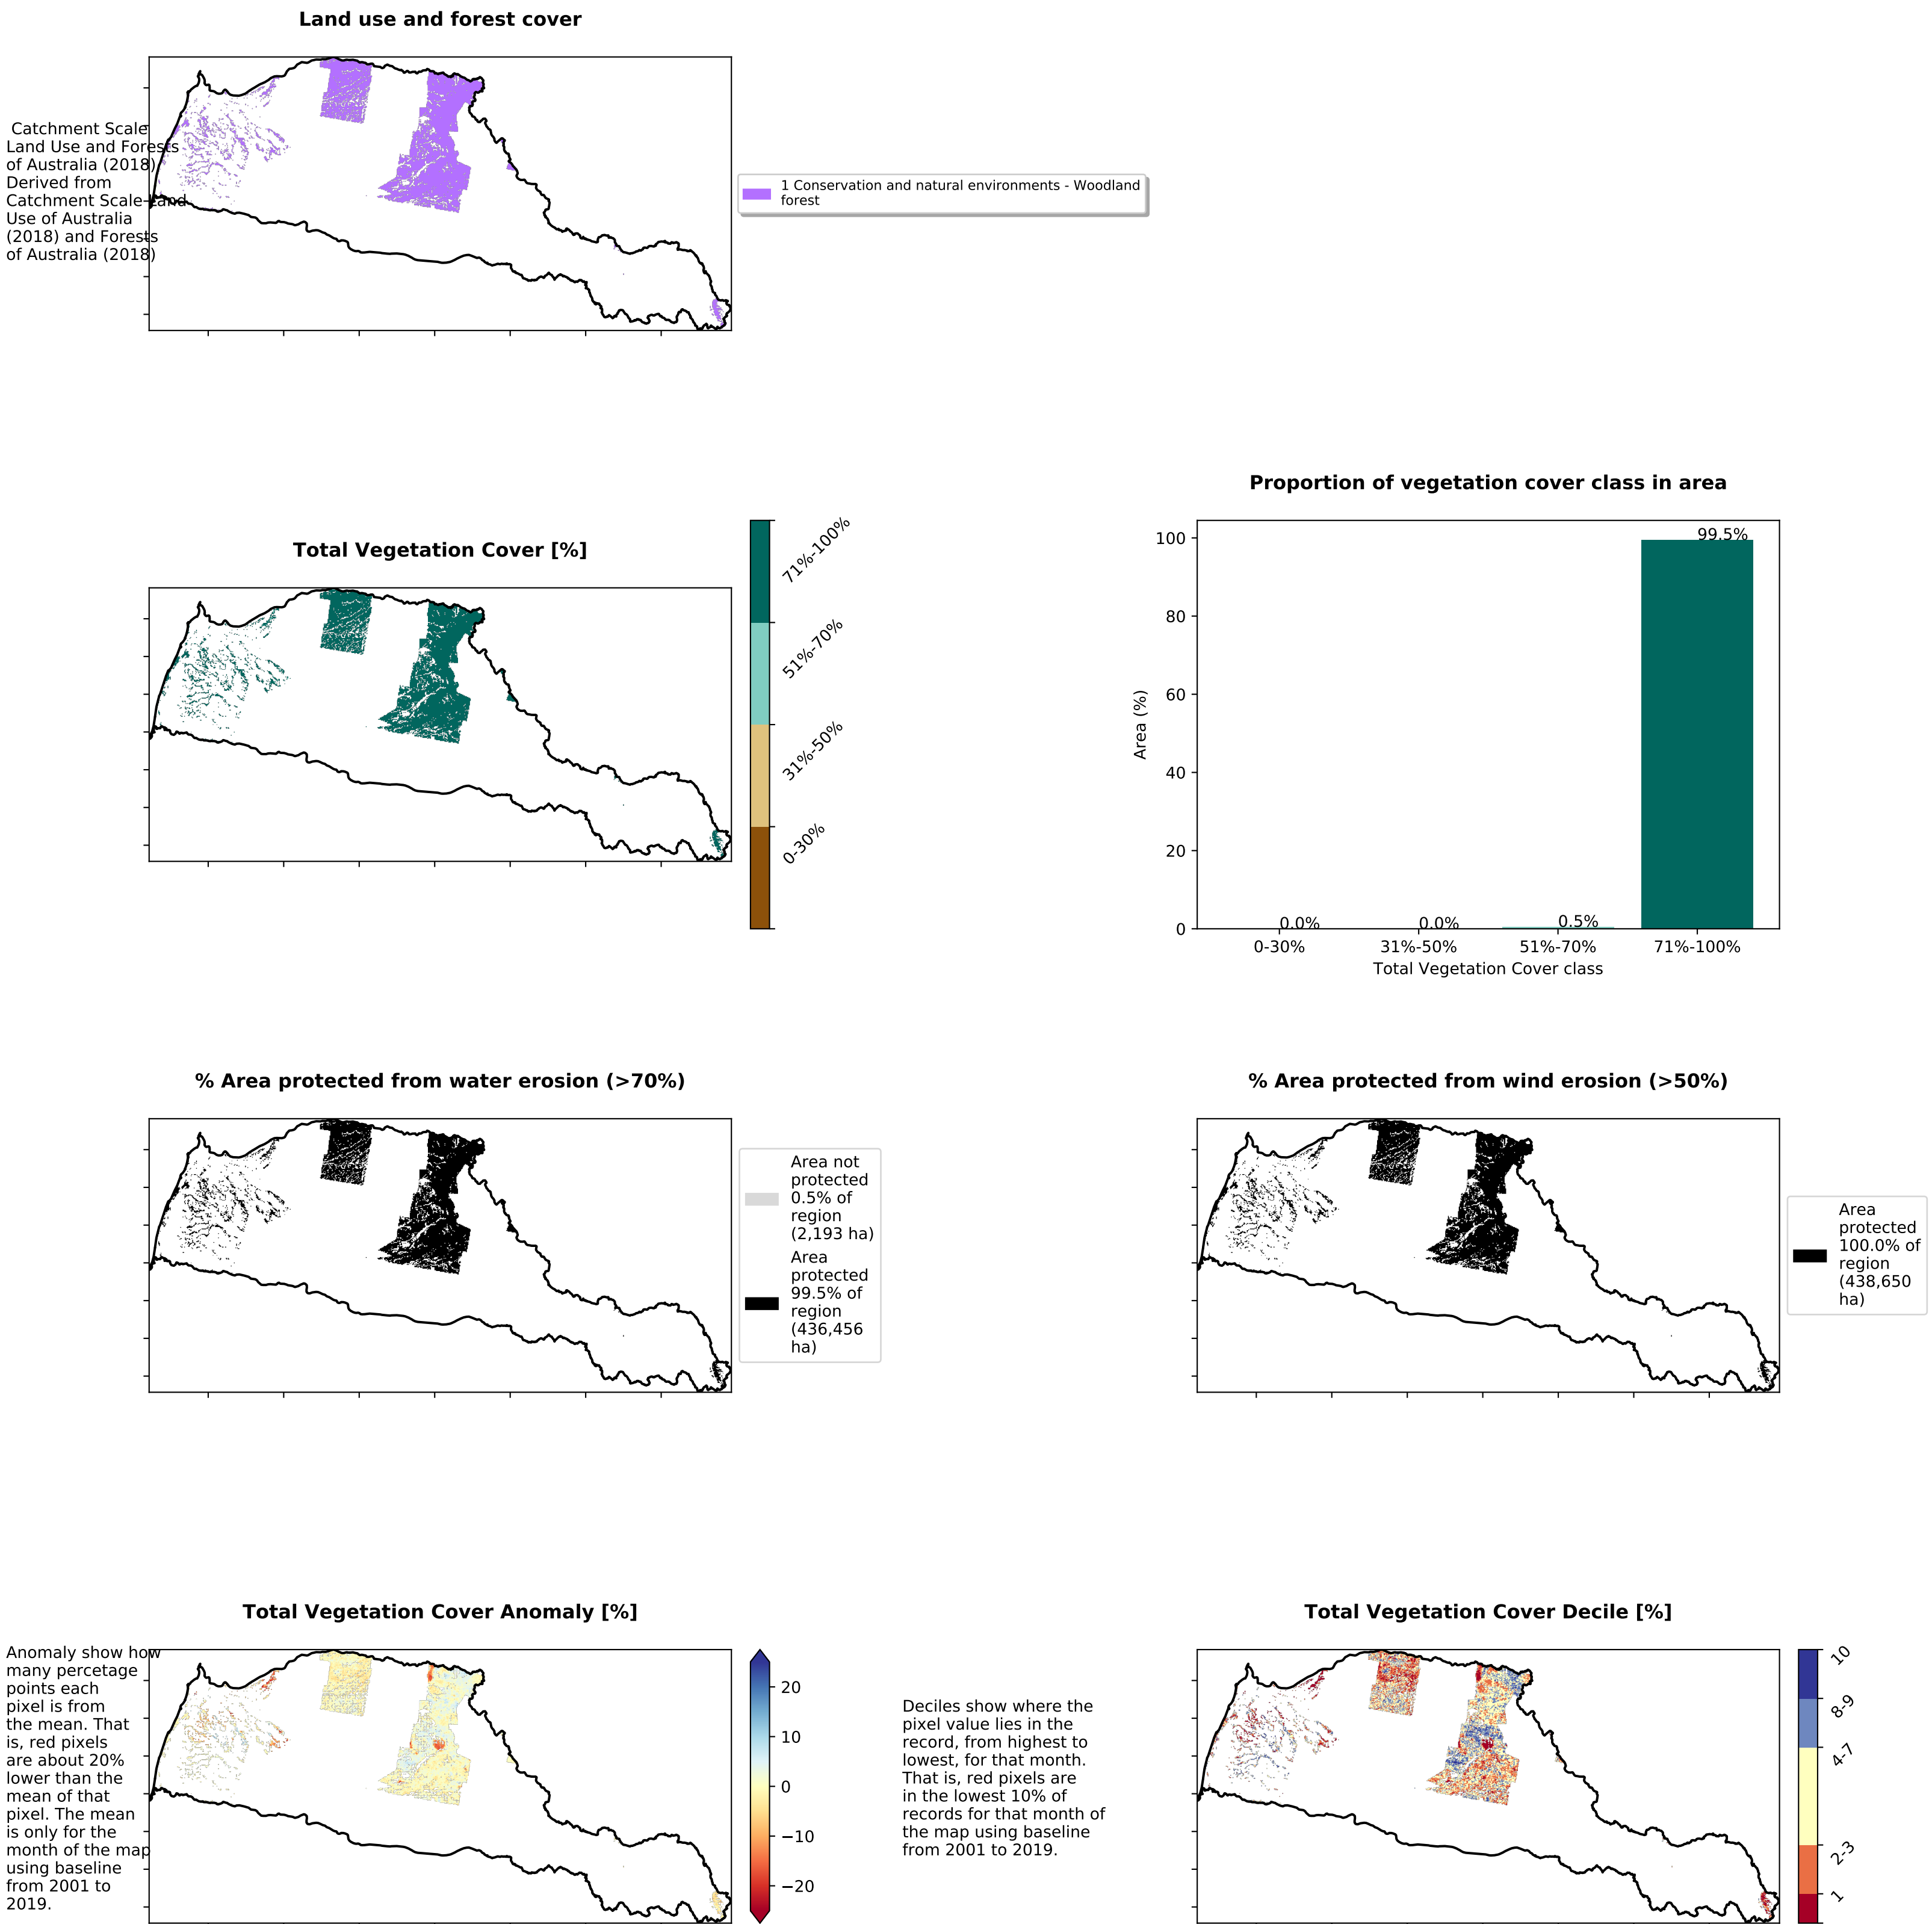 Land use and forest cover
Catchment Scale
Land Use and Forests
of Australia (2018)
Derived from
Catchment Scale Land
Use of Australia
(2018) and Forests
of Australia (2018)
1 Conservation and natural environments - Woodland
forest
Total Vegetation Cover [%]
71%-100%
51%-70%
31%-50%
0-30%
Proportion of vegetation cover class in area
Area (%)
100
80
60
40
20
0
0.0%
0.0%
0.5%
99.5%
0-30%
31%-50%
51%-70%
71%-100%
Total Vegetation Cover class
% Area protected from water erosion (>70%)
Area not
protected
0.5% of
region
(2,193 ha)
Area
protected
99.5% of
region
(436,456
ha)
% Area protected from wind erosion (>50%)
Area
protected
100.0% of
region
(438,650
ha)
Total Vegetation Cover Anomaly [%]
Anomaly show how
many percetage
points each
pixel is from
the mean. That
is, red pixels
are about 20%
lower than the
mean of that
pixel. The mean
is only for the
month of the map
using baseline
from 2001 to
2019.
20
10
0
−10
−20
Total Vegetation Cover Decile [%]
Deciles show where the
pixel value lies in the
record, from highest to
lowest, for that month.
That is, red pixels are
in the lowest 10% of
records for that month of
the map using baseline
from 2001 to 2019.
10
8-9
4-7
2-3
1